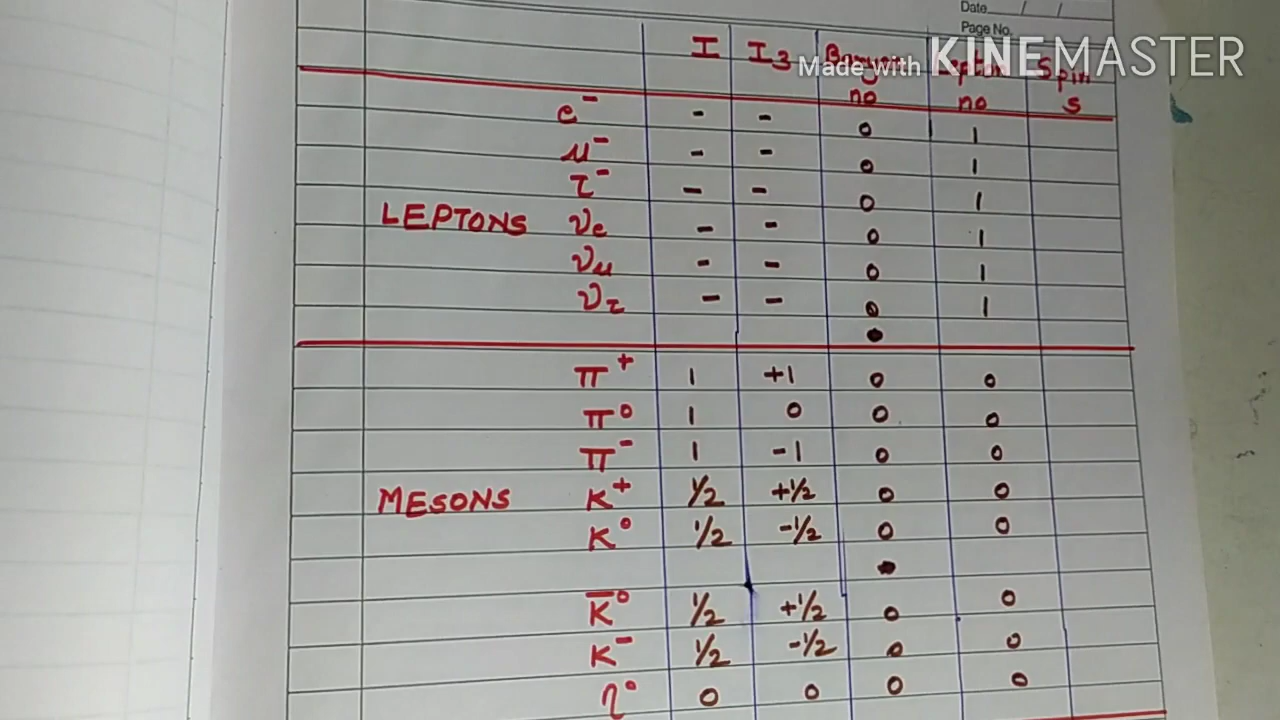 Date / /
Page No.
Made with KINEMASTER
I I3 Baryon no Lepton no Spin s
e⁻ - - 0 1
μ⁻ - - 0 1
τ⁻ - - 0 1
LEPTONS νe - - 0 1
νμ - - 0 1
ντ - - 0 1
π⁺ 1 +1 0 0
π⁰ 1 0 0 0
π⁻ 1 -1 0 0
MESONS K⁺ 1/2 +1/2 0 0
K⁰ 1/2 -1/2 0 0
K̅⁰ 1/2 +1/2 0 0
K⁻ 1/2 -1/2 0 0
η⁰ 0 0 0 0